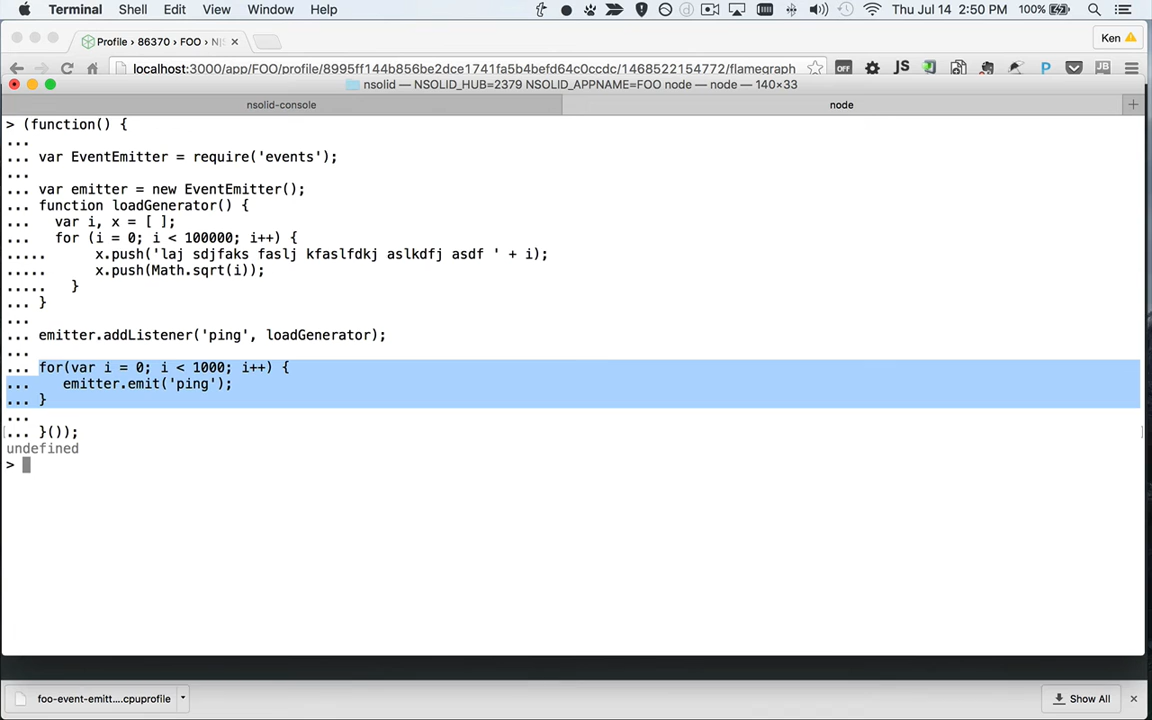 Terminal Shell Edit View Window Help Thu Jul 14 2:50 PM 100%
Profile › 86370 › FOO › N|S Ken
localhost:3000/app/FOO/profile/8995ff144b856be2dce1741fa5b4befd64c0ccdc/1468522154772/flamegraph OFF JS P JB
nsolid — NSOLID_HUB=2379 NSOLID_APPNAME=FOO node — node — 140×33
nsolid-console node +
> (function() {
...
... var EventEmitter = require('events');
...
... var emitter = new EventEmitter();
... function loadGenerator() {
...   var i, x = [ ];
...   for (i = 0; i < 100000; i++) {
.....      x.push('laj sdjfaks faslj kfaslfdkj aslkdfj asdf ' + i);
.....      x.push(Math.sqrt(i));
.....   }
... }
...
... emitter.addListener('ping', loadGenerator);
...
... for(var i = 0; i < 1000; i++) {
...    emitter.emit('ping');
... }
...
[... }()); ]
undefined
>
foo-event-emitt....cpuprofile Show All